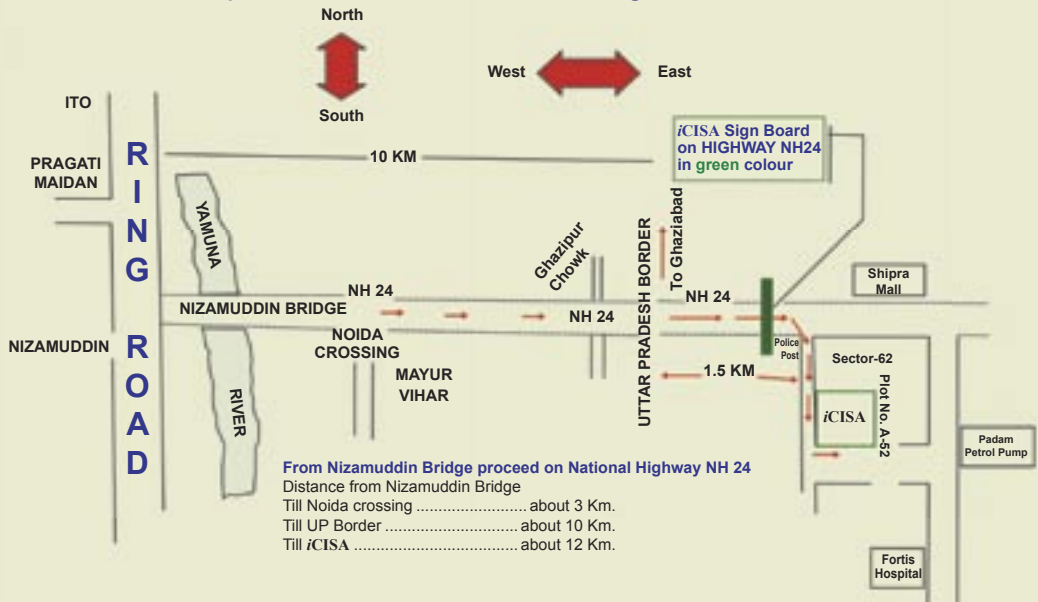 North
West
East
South
ITO
PRAGATI
MAIDAN
RING ROAD
10 KM
iCISA Sign Board
on HIGHWAY NH24
in green colour
YAMUNA
RIVER
Ghazipur
Chowk
UTTAR PRADESH BORDER
To Ghaziabad
Shipra
Mall
NH 24
NH 24
NIZAMUDDIN BRIDGE
NH 24
NIZAMUDDIN
NOIDA
CROSSING
MAYUR
VIHAR
Police
Post
Sector-62
1.5 KM
iCISA
Plot No. A-52
Padam
Petrol Pump
Fortis
Hospital
From Nizamuddin Bridge proceed on National Highway NH 24
Distance from Nizamuddin Bridge
Till Noida crossing ........................ about 3 Km.
Till UP Border ............................. about 10 Km.
Till iCISA .................................... about 12 Km.